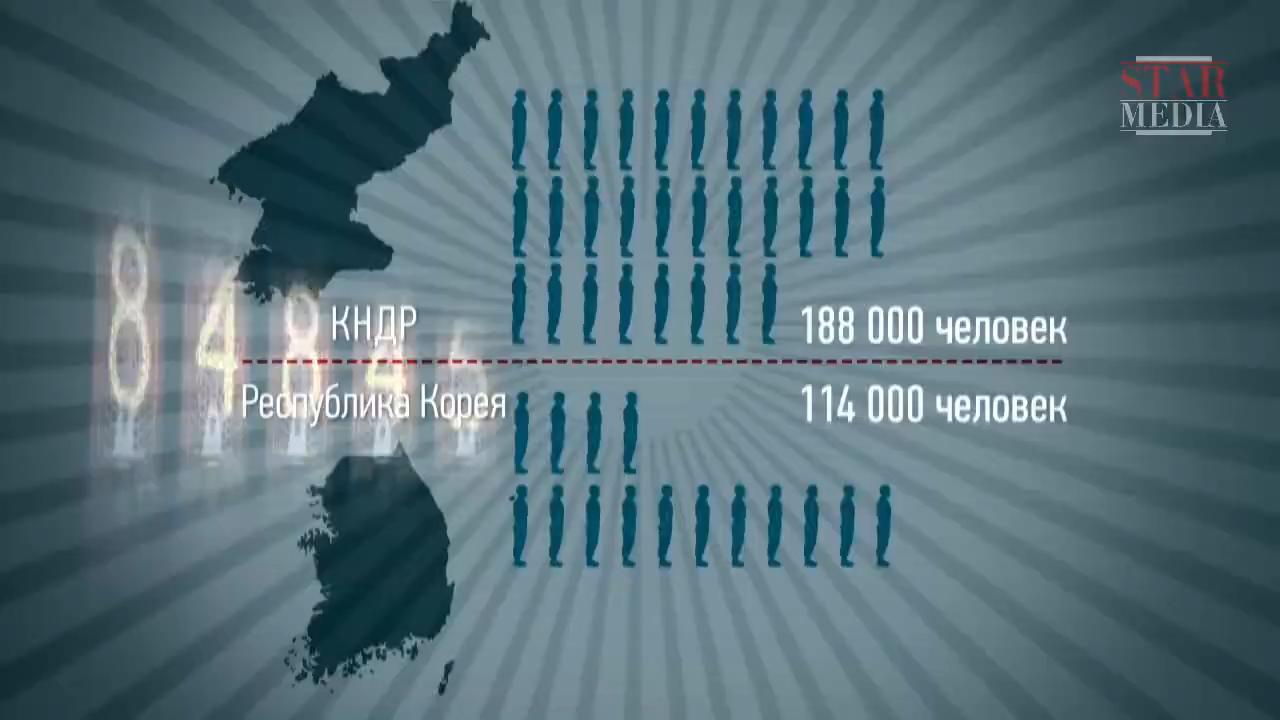 STAR
MEDIA
КНДР
188 000 человек
Республика Корея
114 000 человек